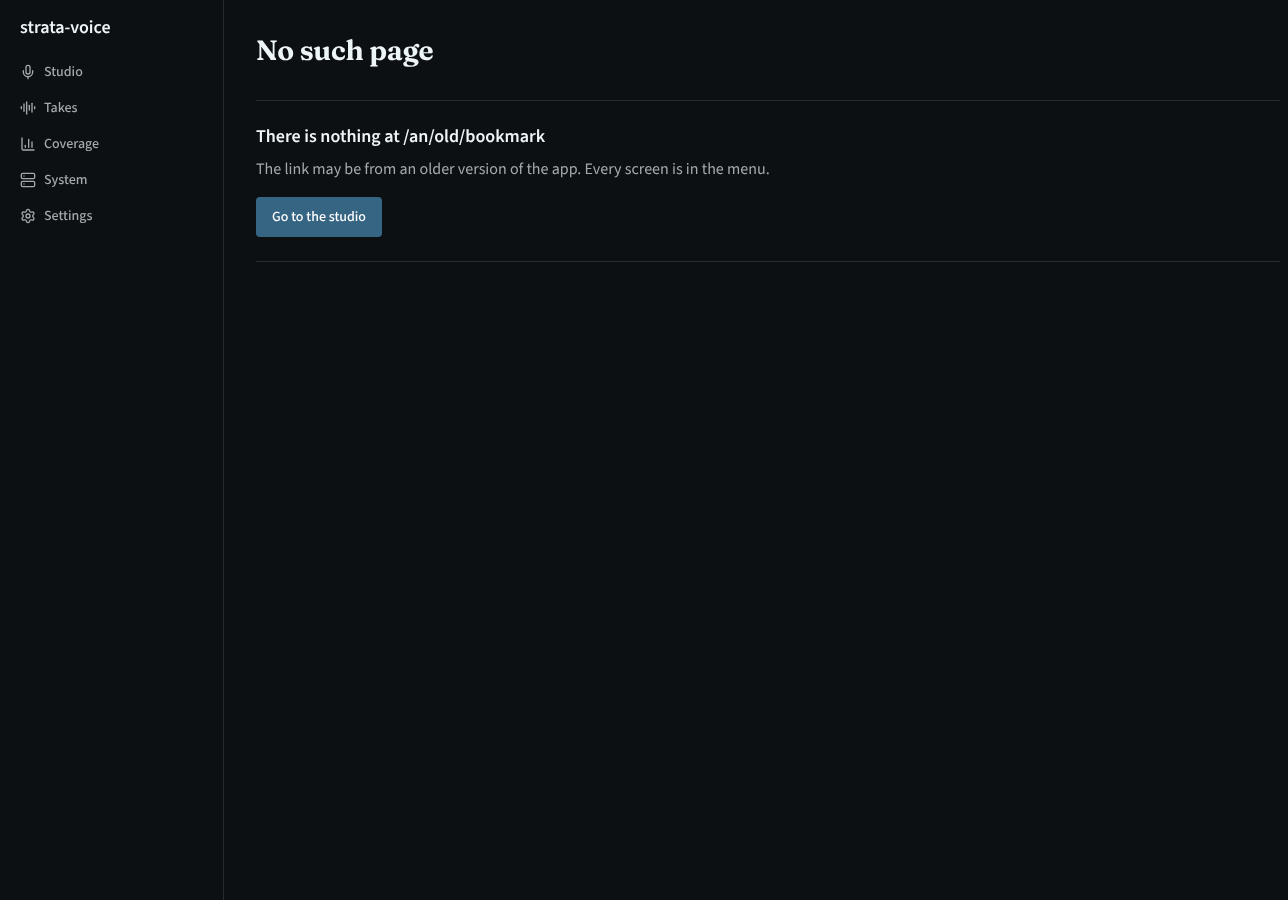 strata-voice
Studio
Takes
Coverage
System
Settings
No such page
There is nothing at /an/old/bookmark
The link may be from an older version of the app. Every screen is in the menu.
Go to the studio